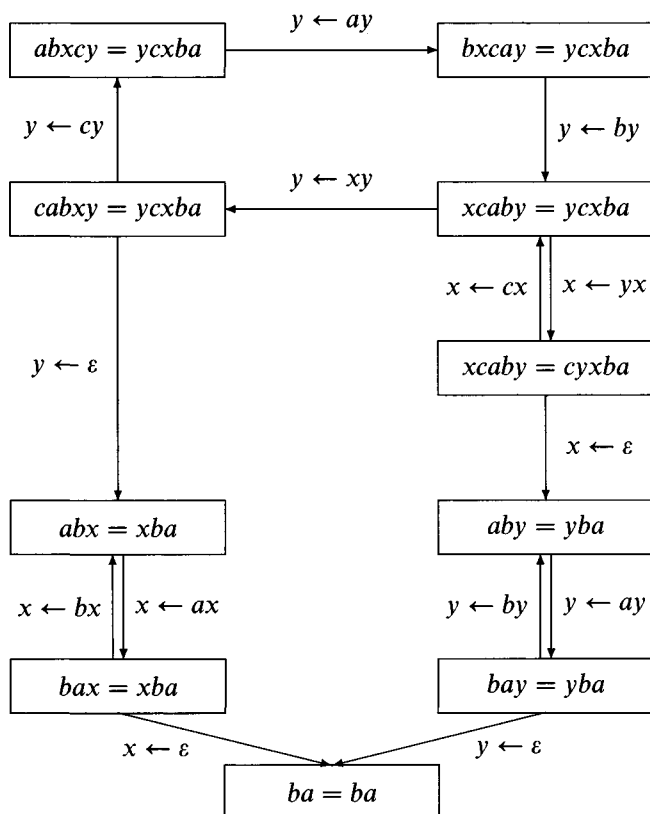 y ← ay
abxcy = ycxba
bxcay = ycxba
y ← cy
y ← by
y ← xy
cabxy = ycxba
xcaby = ycxba
x ← cx
x ← yx
y ← ε
xcaby = cyxba
x ← ε
abx = xba
aby = yba
x ← bx
x ← ax
y ← by
y ← ay
bax = xba
bay = yba
x ← ε
y ← ε
ba = ba